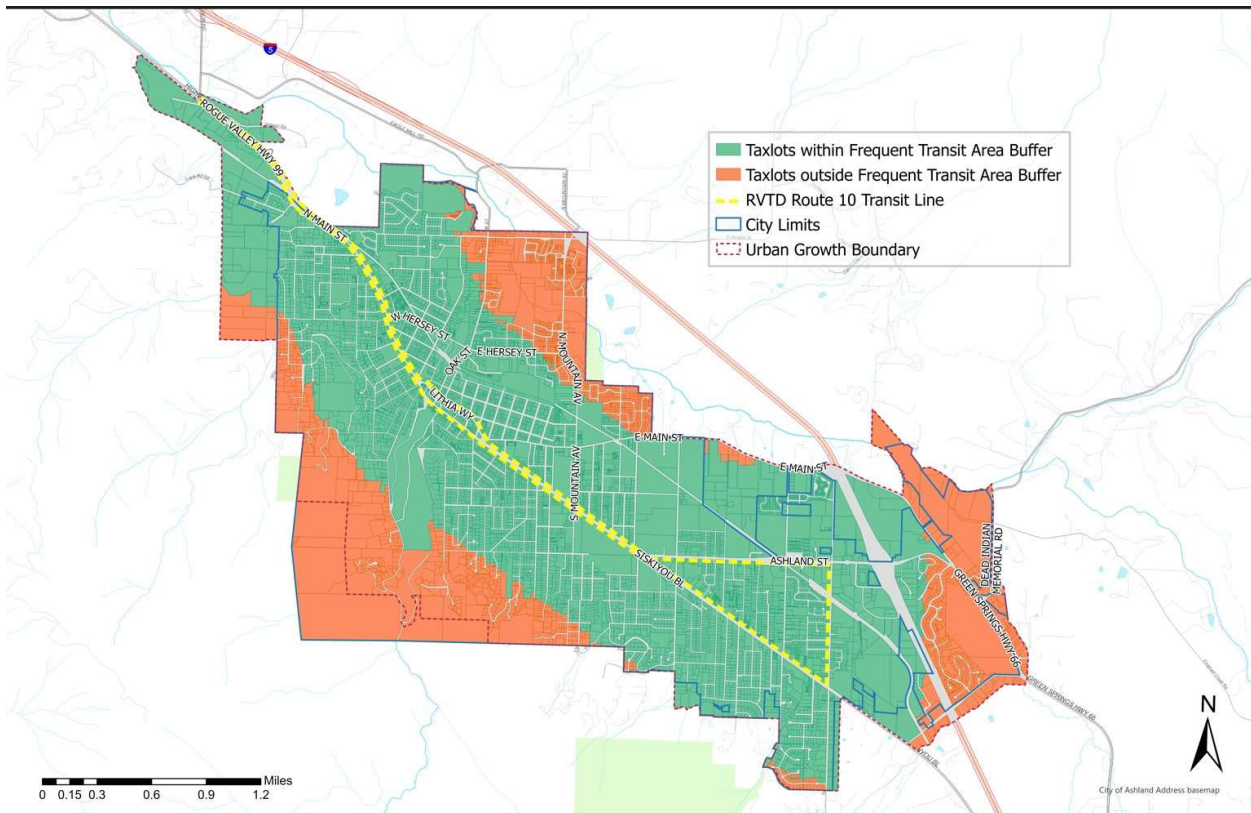 5
ROGUE VALLEY HWY 99
EAGLE MILL RD
N MAIN ST
Taxlots within Frequent Transit Area Buffer
Taxlots outside Frequent Transit Area Buffer
RVTD Route 10 Transit Line
City Limits
Urban Growth Boundary
W HERSEY ST
OAK ST
E HERSEY ST
N MOUNTAIN AV
LITHIA WY
E MAIN ST
E MAIN ST
S MOUNTAIN AV
SISKIYOU BL
ASHLAND ST
DEAD INDIAN
MEMORIAL RD
GREEN SPRINGS HWY 66
GREEN SPRINGS HWY 66
N
Miles
0 0.15 0.3 0.6 0.9 1.2
City of Ashland Address basemap